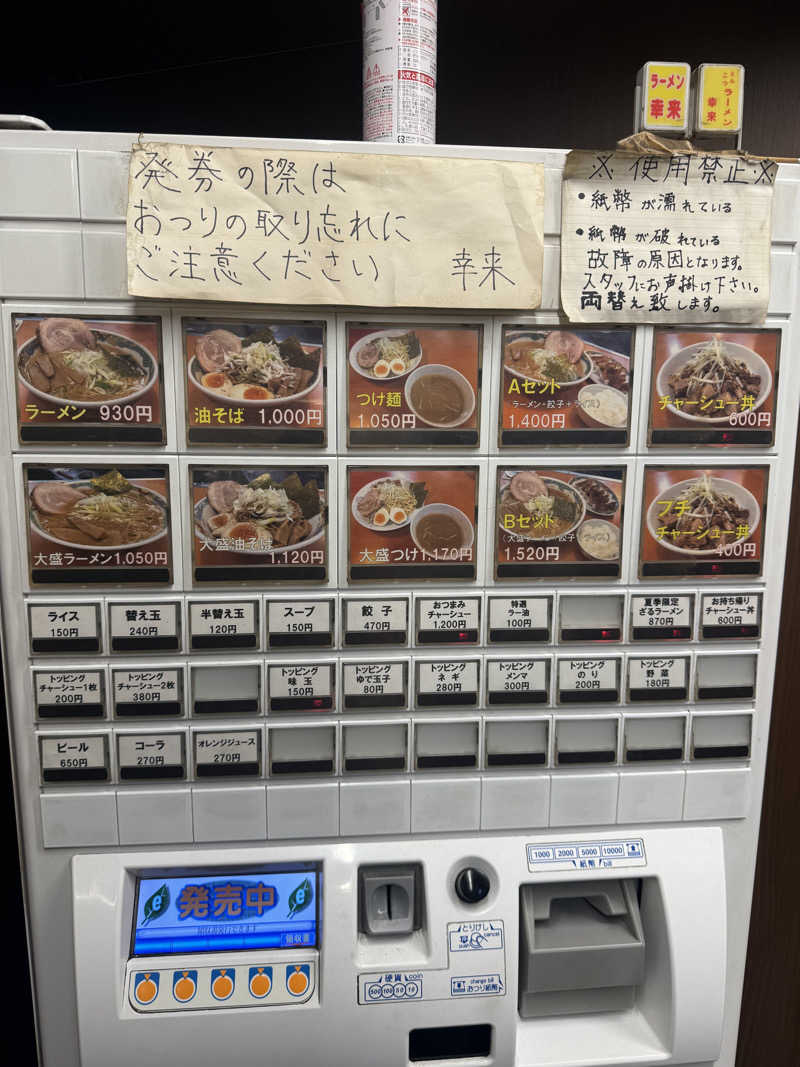 火気と高温に注意
ラーメン
幸来
ラーメン
幸来
発券の際は
おつりの取り忘れに
ご注意ください 幸来
※使用禁止※
・紙幣が濡れている
・紙幣が破れている
故障の原因となります。
スタッフにお声掛け下さい。
両替え致します。
ラーメン 930円
油そば 1,000円
つけ麺
1,050円
Aセット
ラーメン+餃子+ライス
1,400円
チャーシュー丼
600円
大盛ラーメン1,050円
大盛油そば
1,120円
大盛つけ1,170円
Bセット
1,520円
プチ
チャーシュー丼
400円
ライス
150円
替え玉
240円
半替え玉
120円
スープ
150円
餃子
470円
おつまみ
チャーシュー
1,200円
特選
ラー油
100円
夏季限定
ざるラーメン
870円
お持ち帰り
チャーシュー丼
600円
トッピング
チャーシュー1枚
200円
トッピング
チャーシュー2枚
380円
トッピング
味玉
150円
トッピング
ゆで玉子
80円
トッピング
ネギ
280円
トッピング
メンマ
300円
トッピング
のり
200円
トッピング
野菜
180円
ビール
650円
コーラ
270円
オレンジジュース
270円
1000 2000 5000 10000
紙幣 bill
発売中
領収書
とりけし
cancel
硬貨 coin
500 100 50 10
change bill
おつり紙幣